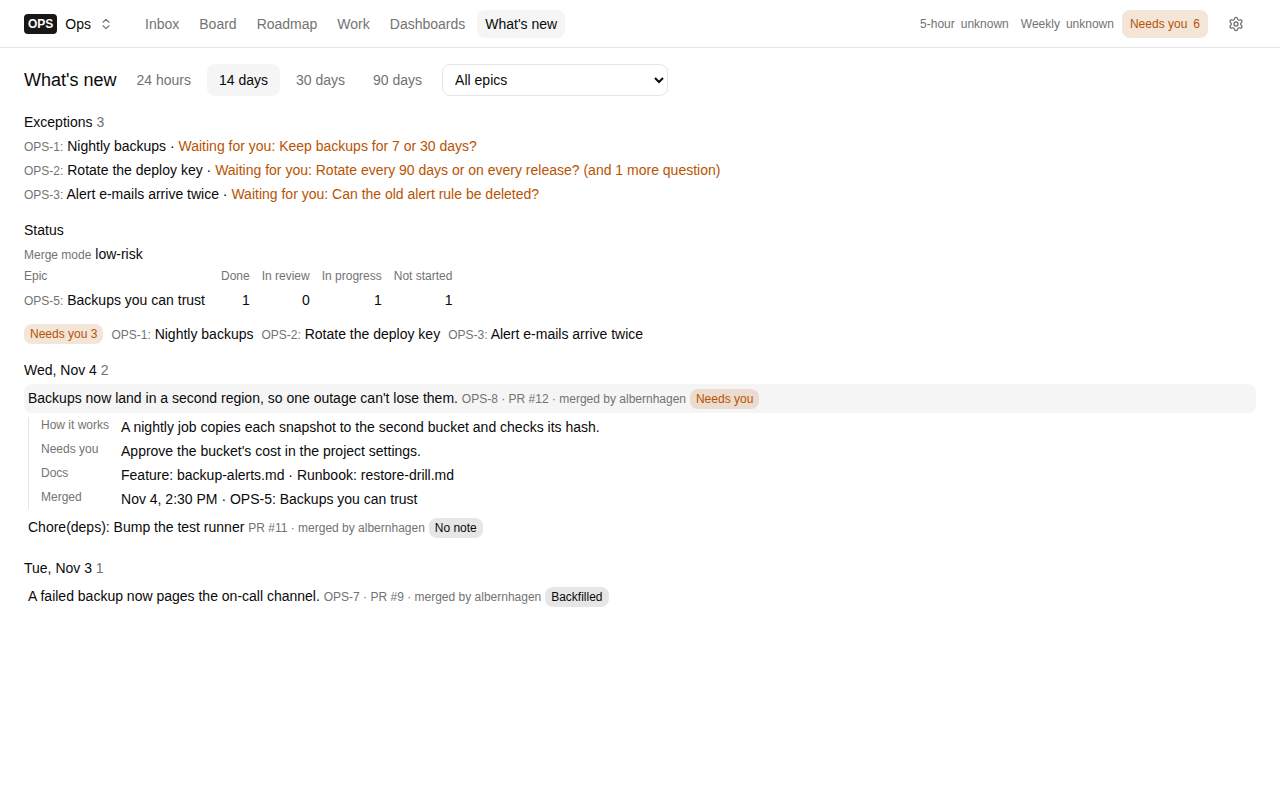 OPS Ops Inbox Board Roadmap Work Dashboards What's new 5-hour unknown Weekly unknown Needs you 6
What's new 24 hours 14 days 30 days 90 days All epics
Exceptions 3
OPS-1: Nightly backups · Waiting for you: Keep backups for 7 or 30 days?
OPS-2: Rotate the deploy key · Waiting for you: Rotate every 90 days or on every release? (and 1 more question)
OPS-3: Alert e-mails arrive twice · Waiting for you: Can the old alert rule be deleted?
Status
Merge mode low-risk
Epic Done In review In progress Not started
OPS-5: Backups you can trust 1 0 1 1
Needs you 3 OPS-1: Nightly backups OPS-2: Rotate the deploy key OPS-3: Alert e-mails arrive twice
Wed, Nov 4 2
Backups now land in a second region, so one outage can't lose them. OPS-8 · PR #12 · merged by albernhagen Needs you
How it works A nightly job copies each snapshot to the second bucket and checks its hash.
Needs you Approve the bucket's cost in the project settings.
Docs Feature: backup-alerts.md · Runbook: restore-drill.md
Merged Nov 4, 2:30 PM · OPS-5: Backups you can trust
Chore(deps): Bump the test runner PR #11 · merged by albernhagen No note
Tue, Nov 3 1
A failed backup now pages the on-call channel. OPS-7 · PR #9 · merged by albernhagen Backfilled